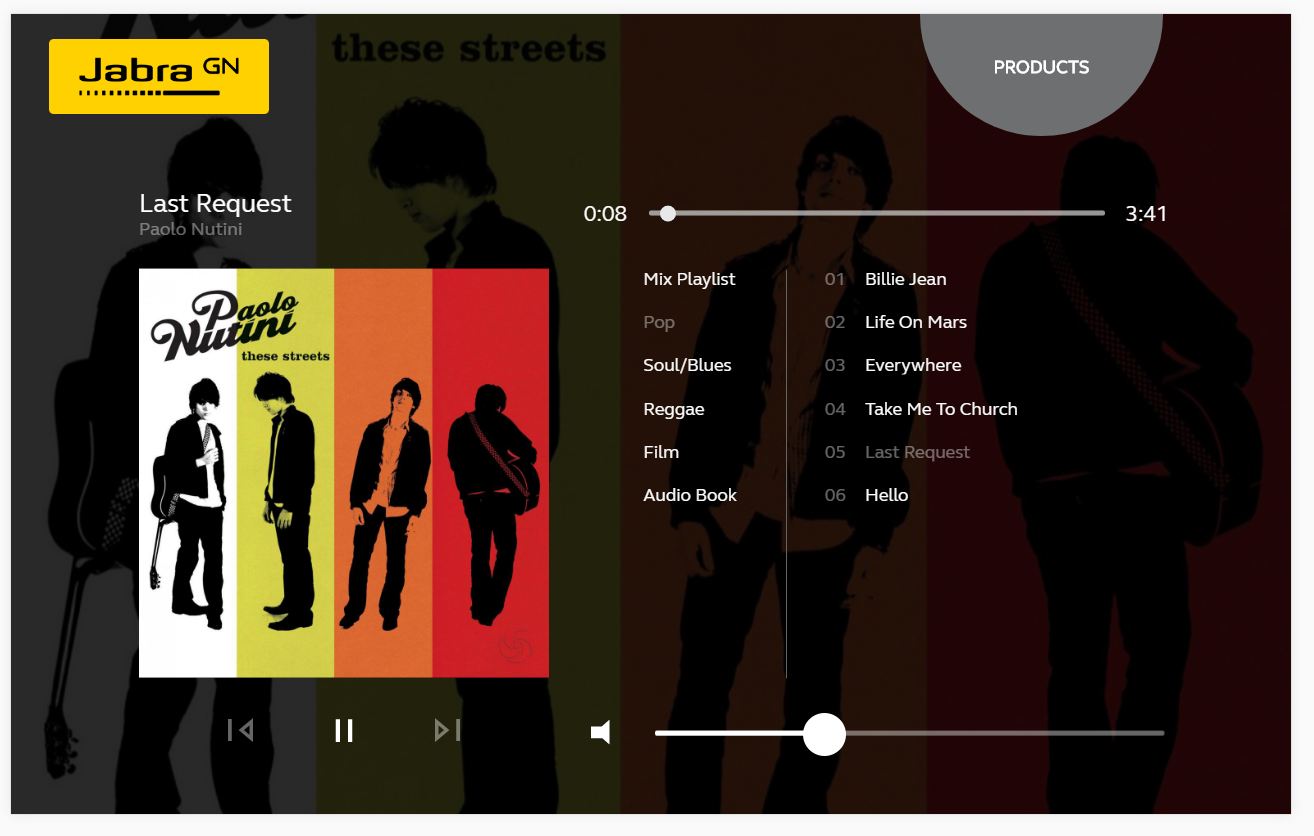 these streets
Jabra GN
PRODUCTS
Last Request
Paolo Nutini
0:08
3:41
Paolo
Nutini
these streets
Mix Playlist
Pop
Soul/Blues
Reggae
Film
Audio Book
01 Billie Jean
02 Life On Mars
03 Everywhere
04 Take Me To Church
05 Last Request
06 Hello